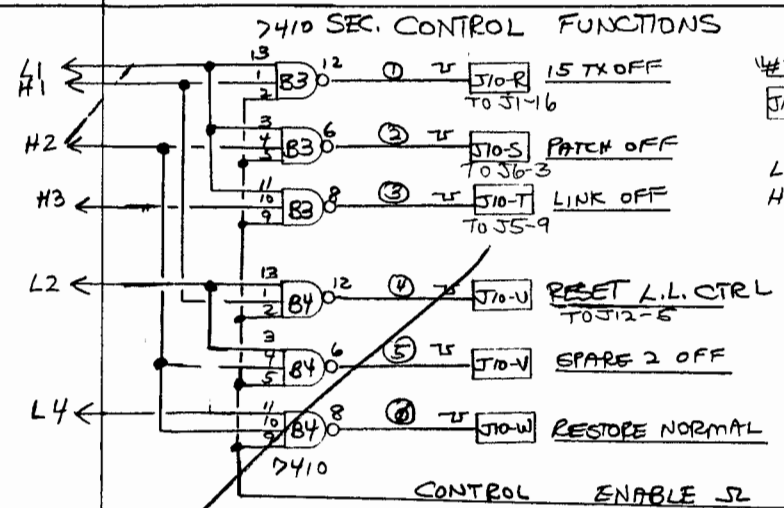 7410 SEC. CONTROL FUNCTIONS
L1 13 12 ① J10-R 15 TX OFF "#
H1 1 B3 TO J1-16 J1
2
3 6 ② J10-S PATCH OFF
H2 4 B3 TO J6-3 L
5
11 8 ③ J10-T LINK OFF H
H3 10 B3 TO J5-9
9
L2 13 12 ④ J10-U RESET L.L. CTRL
1 B4 TO J12-5
2
3 6 ⑤ J10-V SPARE 2 OFF
4 B4
5
L4 11 8 ⑥ J10-W RESTORE NORMAL
10 B4
9
7410
CONTROL ENABLE